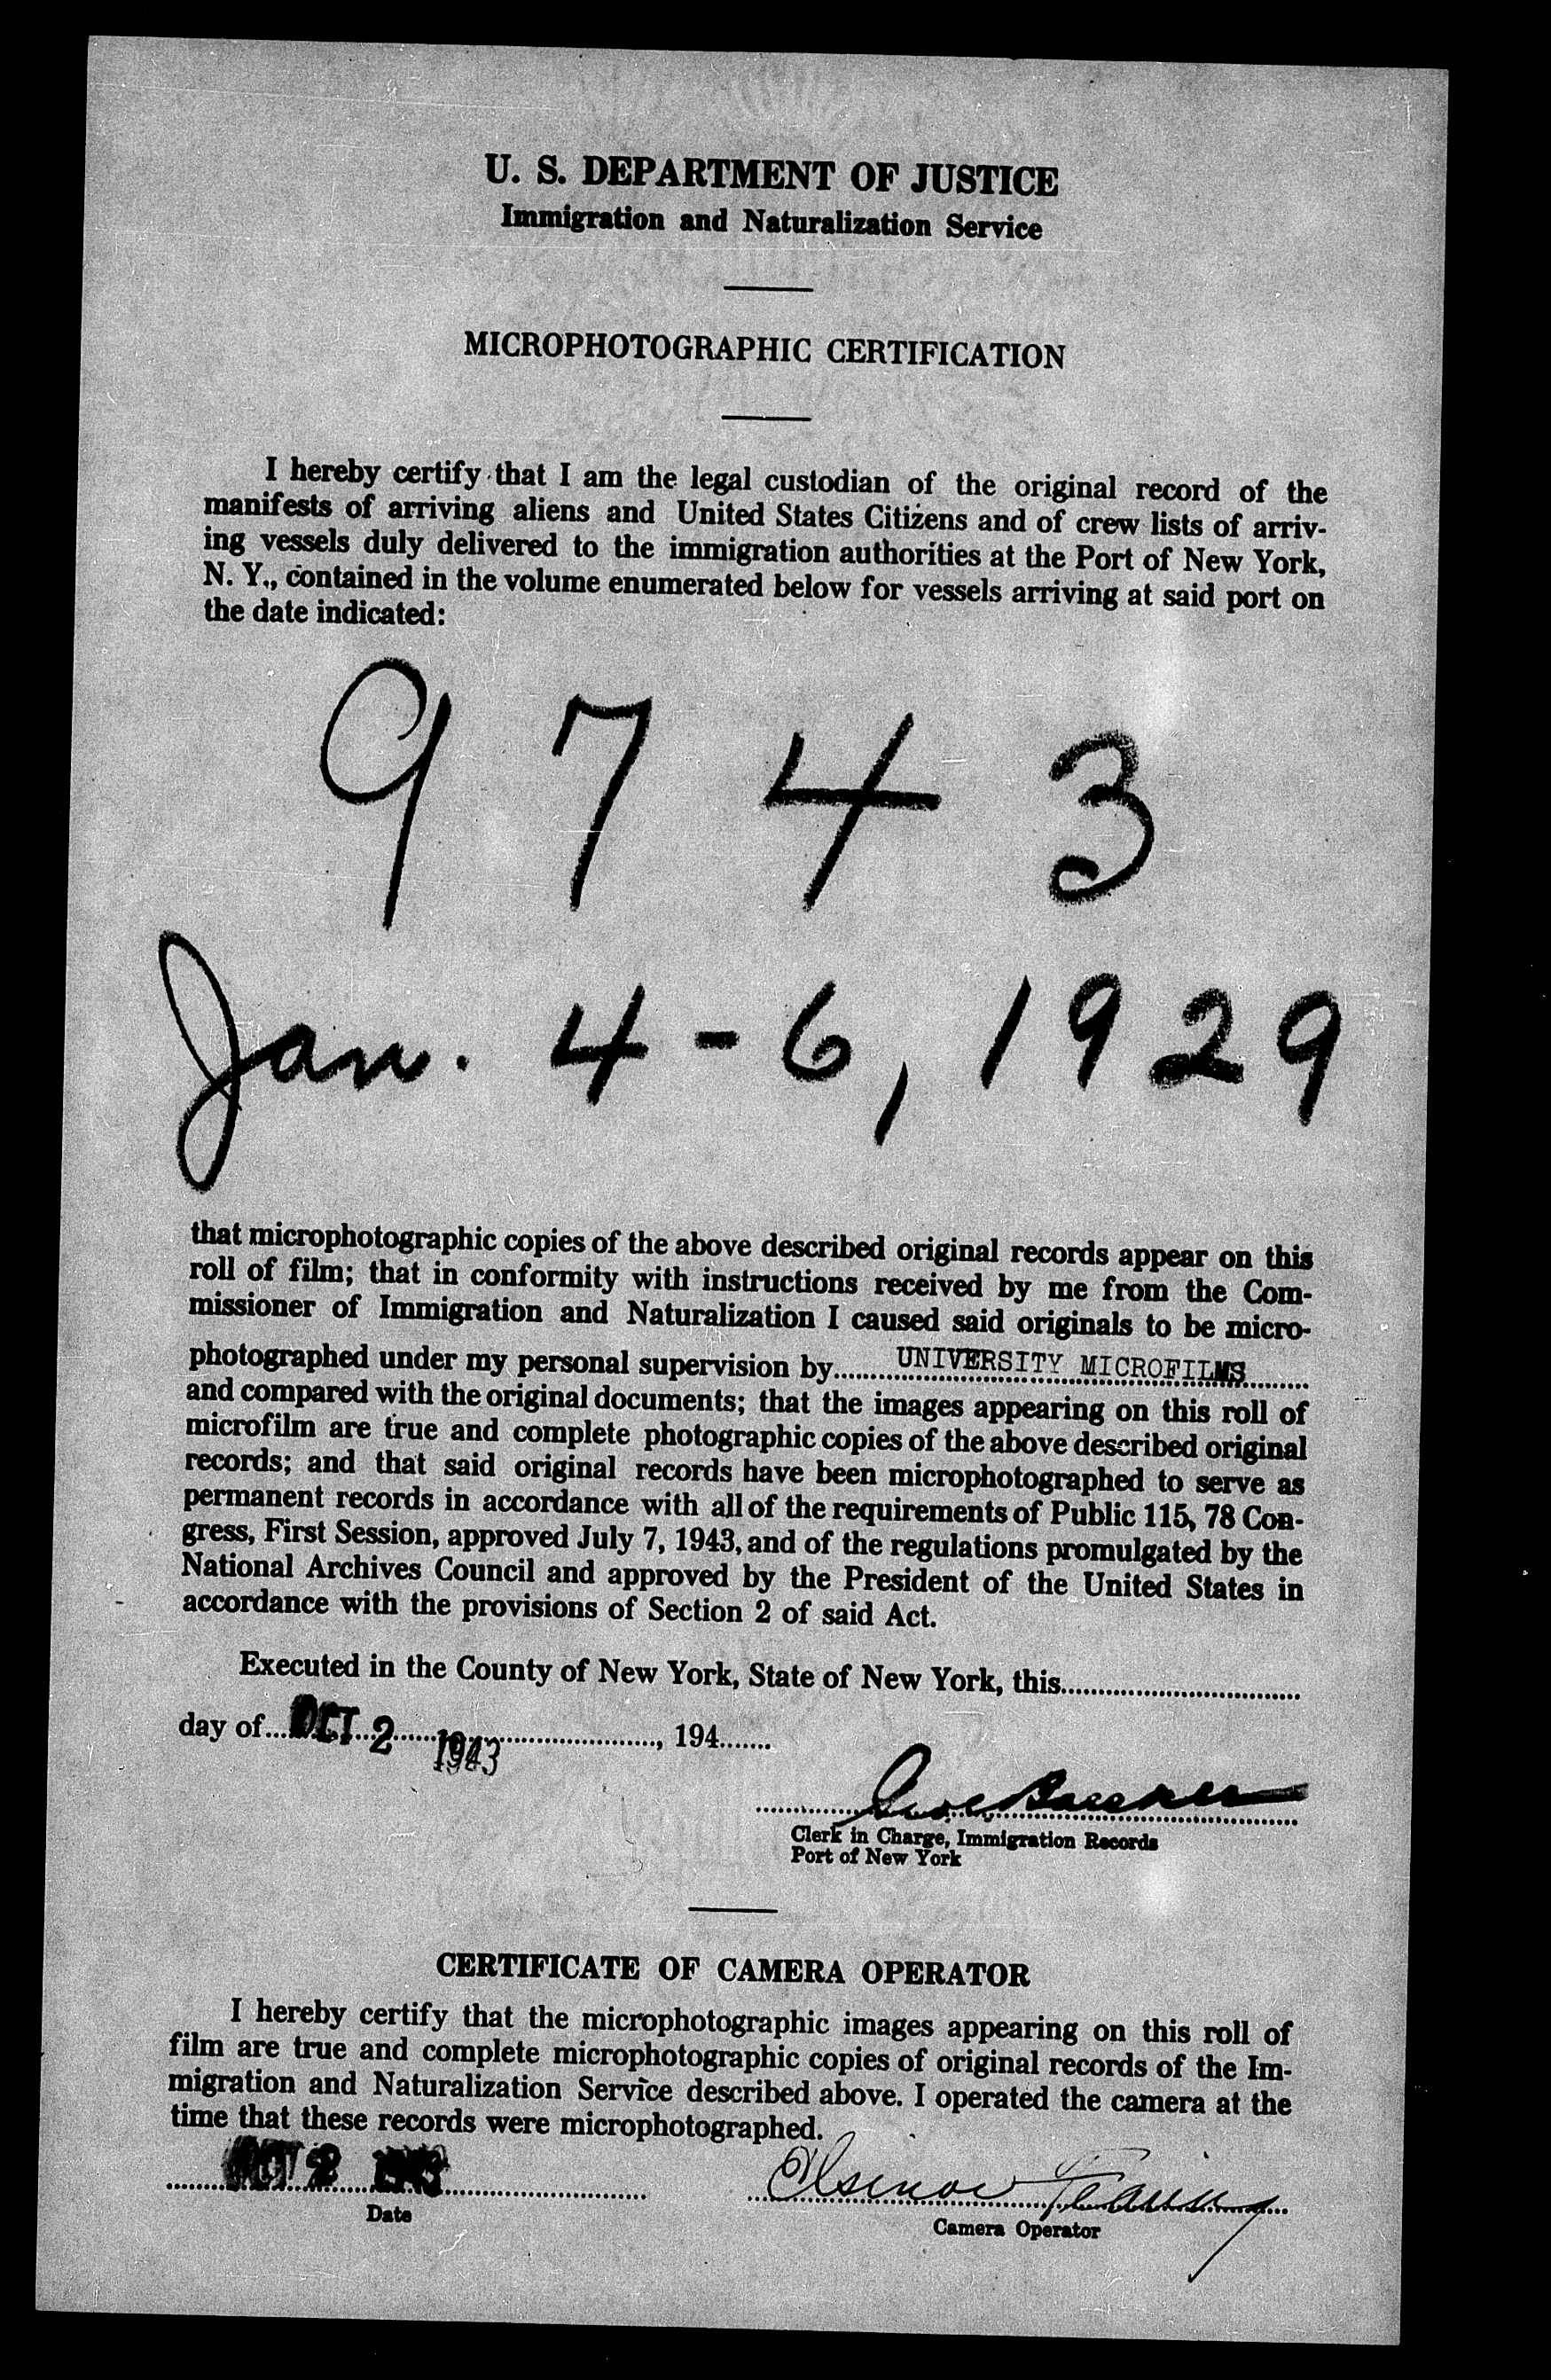 U. S. DEPARTMENT OF JUSTICE
Immigration and Naturalization Service
MICROPHOTOGRAPHIC CERTIFICATION
I hereby certify that I am the legal custodian of the original record of the
manifests of arriving aliens and United States Citizens and of crew lists of arriv-
ing vessels duly delivered to the immigration authorities at the Port of New York,
N. Y., contained in the volume enumerated below for vessels arriving at said port on
the date indicated:
9743
Jan. 4-6, 1929
that microphotographic copies of the above described original records appear on this
roll of film; that in conformity with instructions received by me from the Com-
missioner of Immigration and Naturalization I caused said originals to be micro-
photographed under my personal supervision by UNIVERSITY MICROFILMS
and compared with the original documents; that the images appearing on this roll of
microfilm are true and complete photographic copies of the above described original
records; and that said original records have been microphotographed to serve as
permanent records in accordance with all of the requirements of Public 115, 78 Con-
gress, First Session, approved July 7, 1943, and of the regulations promulgated by the
National Archives Council and approved by the President of the United States in
accordance with the provisions of Section 2 of said Act.
Executed in the County of New York, State of New York, this
day of OCT 2 1943, 194
Clerk in Charge, Immigration Records
Port of New York
CERTIFICATE OF CAMERA OPERATOR
I hereby certify that the microphotographic images appearing on this roll of
film are true and complete microphotographic copies of original records of the Im-
migration and Naturalization Service described above. I operated the camera at the
time that these records were microphotographed.
OCT 2 1943
Date
Camera Operator